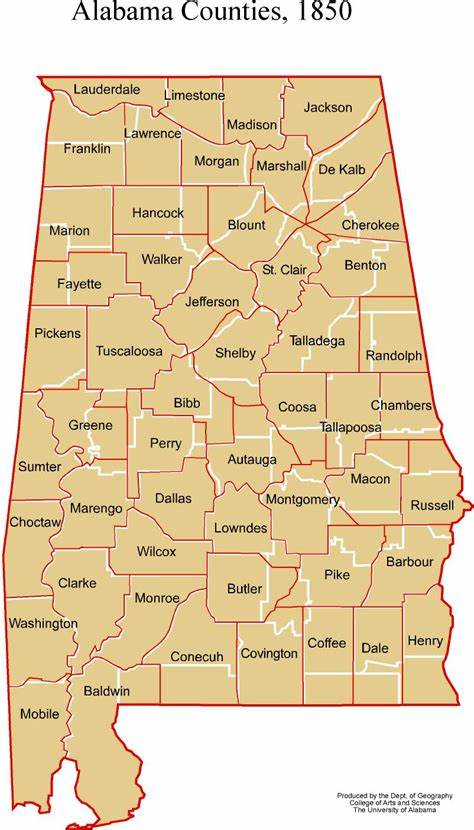 Alabama Counties, 1850
Lauderdale
Limestone
Jackson
Madison
Lawrence
Franklin
Morgan
Marshall
De Kalb
Hancock
Blount
Cherokee
Marion
Walker
St. Clair
Benton
Fayette
Jefferson
Pickens
Talladega
Tuscaloosa
Shelby
Randolph
Bibb
Coosa
Chambers
Greene
Tallapoosa
Perry
Autauga
Sumter
Macon
Dallas
Montgomery
Marengo
Russell
Choctaw
Lowndes
Wilcox
Barbour
Pike
Clarke
Butler
Monroe
Washington
Henry
Coffee
Dale
Conecuh
Covington
Baldwin
Mobile
Produced by the Dept. of Geography
College of Arts and Sciences
The University of Alabama